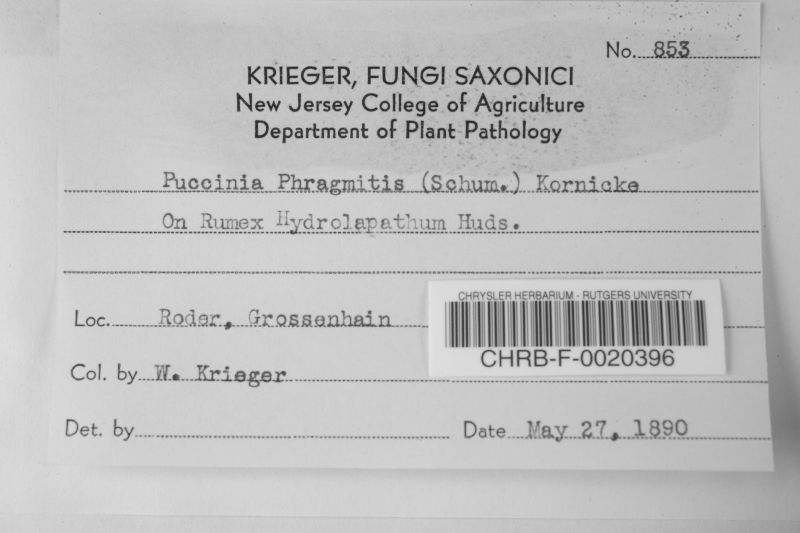 No. 853
KRIEGER, FUNGI SAXONICI
New Jersey College of Agriculture
Department of Plant Pathology
Puccinia Phragmitis (Schum.) Kornicke
On Rumex Hydrolapathum Huds.
CHRYSLER HERBARIUM - RUTGERS UNIVERSITY
CHRB-F-0020396
Loc. Roder, Grossenhain
Col. by W. Krieger
Det. by
Date May 27, 1890